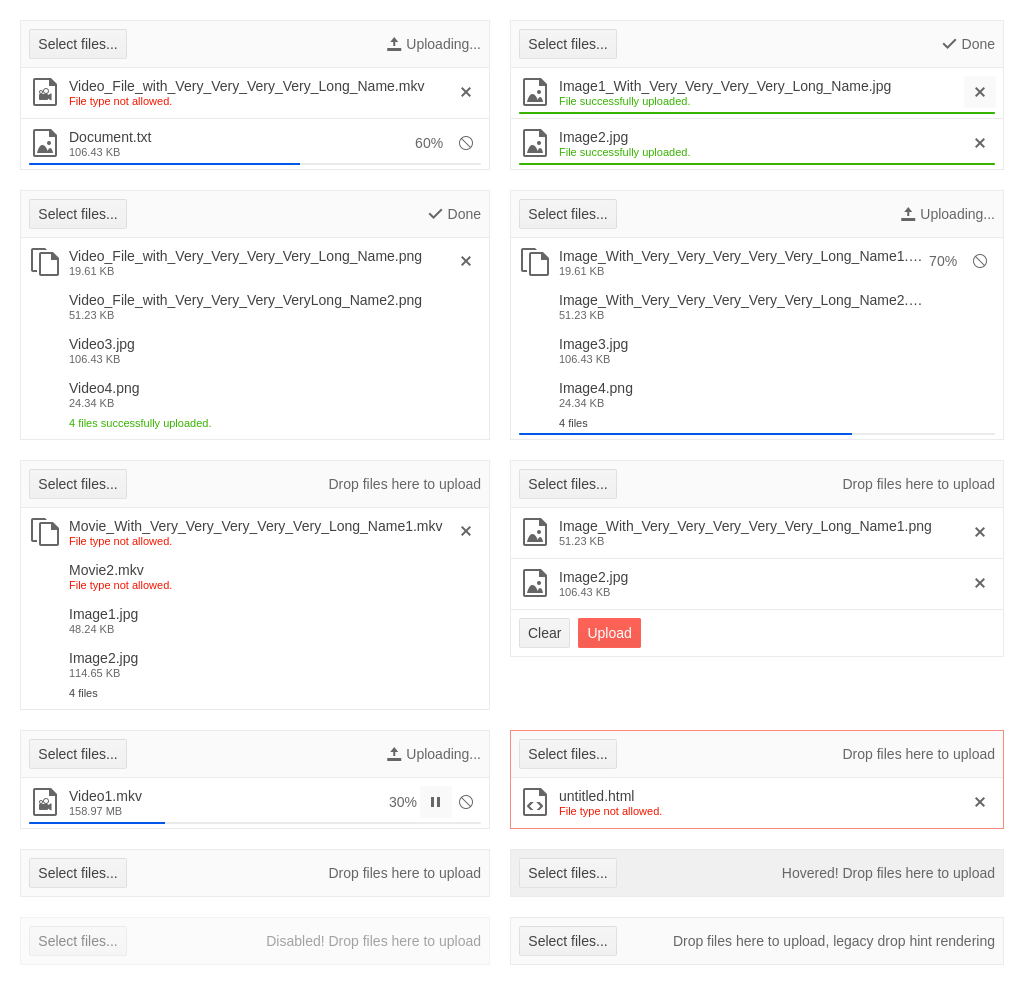 Select files...
Uploading...
Video_File_with_Very_Very_Very_Very_Long_Name.mkv
File type not allowed.
Document.txt
106.43 KB
60%
Select files...
Done
Image1_With_Very_Very_Very_Very_Long_Name.jpg
File successfully uploaded.
Image2.jpg
File successfully uploaded.
Select files...
Done
Video_File_with_Very_Very_Very_Very_Long_Name.png
19.61 KB
Video_File_with_Very_Very_Very_VeryLong_Name2.png
51.23 KB
Video3.jpg
106.43 KB
Video4.png
24.34 KB
4 files successfully uploaded.
Select files...
Uploading...
Image_With_Very_Very_Very_Very_Very_Long_Name1.…
70%
19.61 KB
Image_With_Very_Very_Very_Very_Very_Long_Name2.…
51.23 KB
Image3.jpg
106.43 KB
Image4.png
24.34 KB
4 files
Select files...
Drop files here to upload
Movie_With_Very_Very_Very_Very_Very_Long_Name1.mkv
File type not allowed.
Movie2.mkv
File type not allowed.
Image1.jpg
48.24 KB
Image2.jpg
114.65 KB
4 files
Select files...
Drop files here to upload
Image_With_Very_Very_Very_Very_Very_Long_Name1.png
51.23 KB
Image2.jpg
106.43 KB
Clear
Upload
Select files...
Uploading...
Video1.mkv
158.97 MB
30%
Select files...
Drop files here to upload
untitled.html
File type not allowed.
Select files...
Drop files here to upload
Select files...
Hovered! Drop files here to upload
Select files...
Disabled! Drop files here to upload
Select files...
Drop files here to upload, legacy drop hint rendering